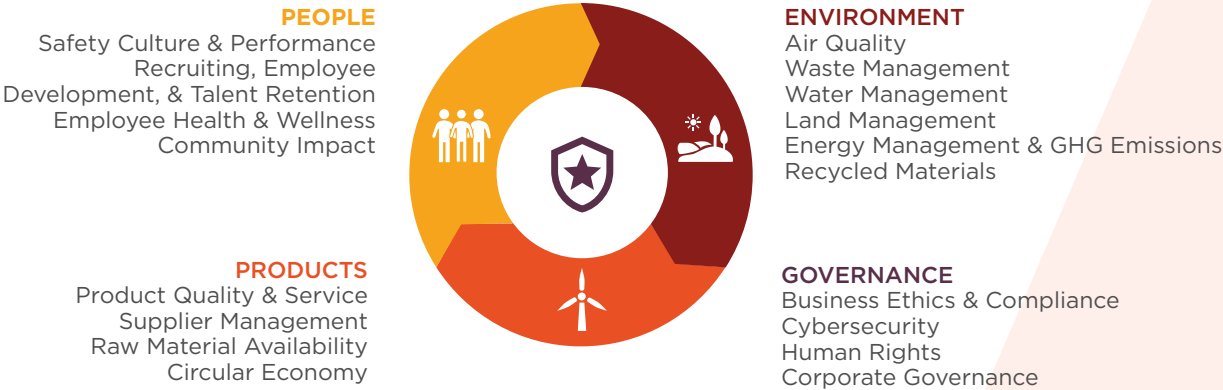 PEOPLE
Safety Culture & Performance
Recruiting, Employee
Development, & Talent Retention
Employee Health & Wellness
Community Impact
ENVIRONMENT
Air Quality
Waste Management
Water Management
Land Management
Energy Management & GHG Emissions
Recycled Materials
PRODUCTS
Product Quality & Service
Supplier Management
Raw Material Availability
Circular Economy
GOVERNANCE
Business Ethics & Compliance
Cybersecurity
Human Rights
Corporate Governance